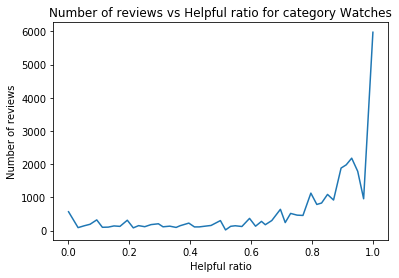 Number of reviews vs Helpful ratio for category Watches
6000
5000
4000
3000
2000
1000
0
Number of reviews
0.0 0.2 0.4 0.6 0.8 1.0
Helpful ratio